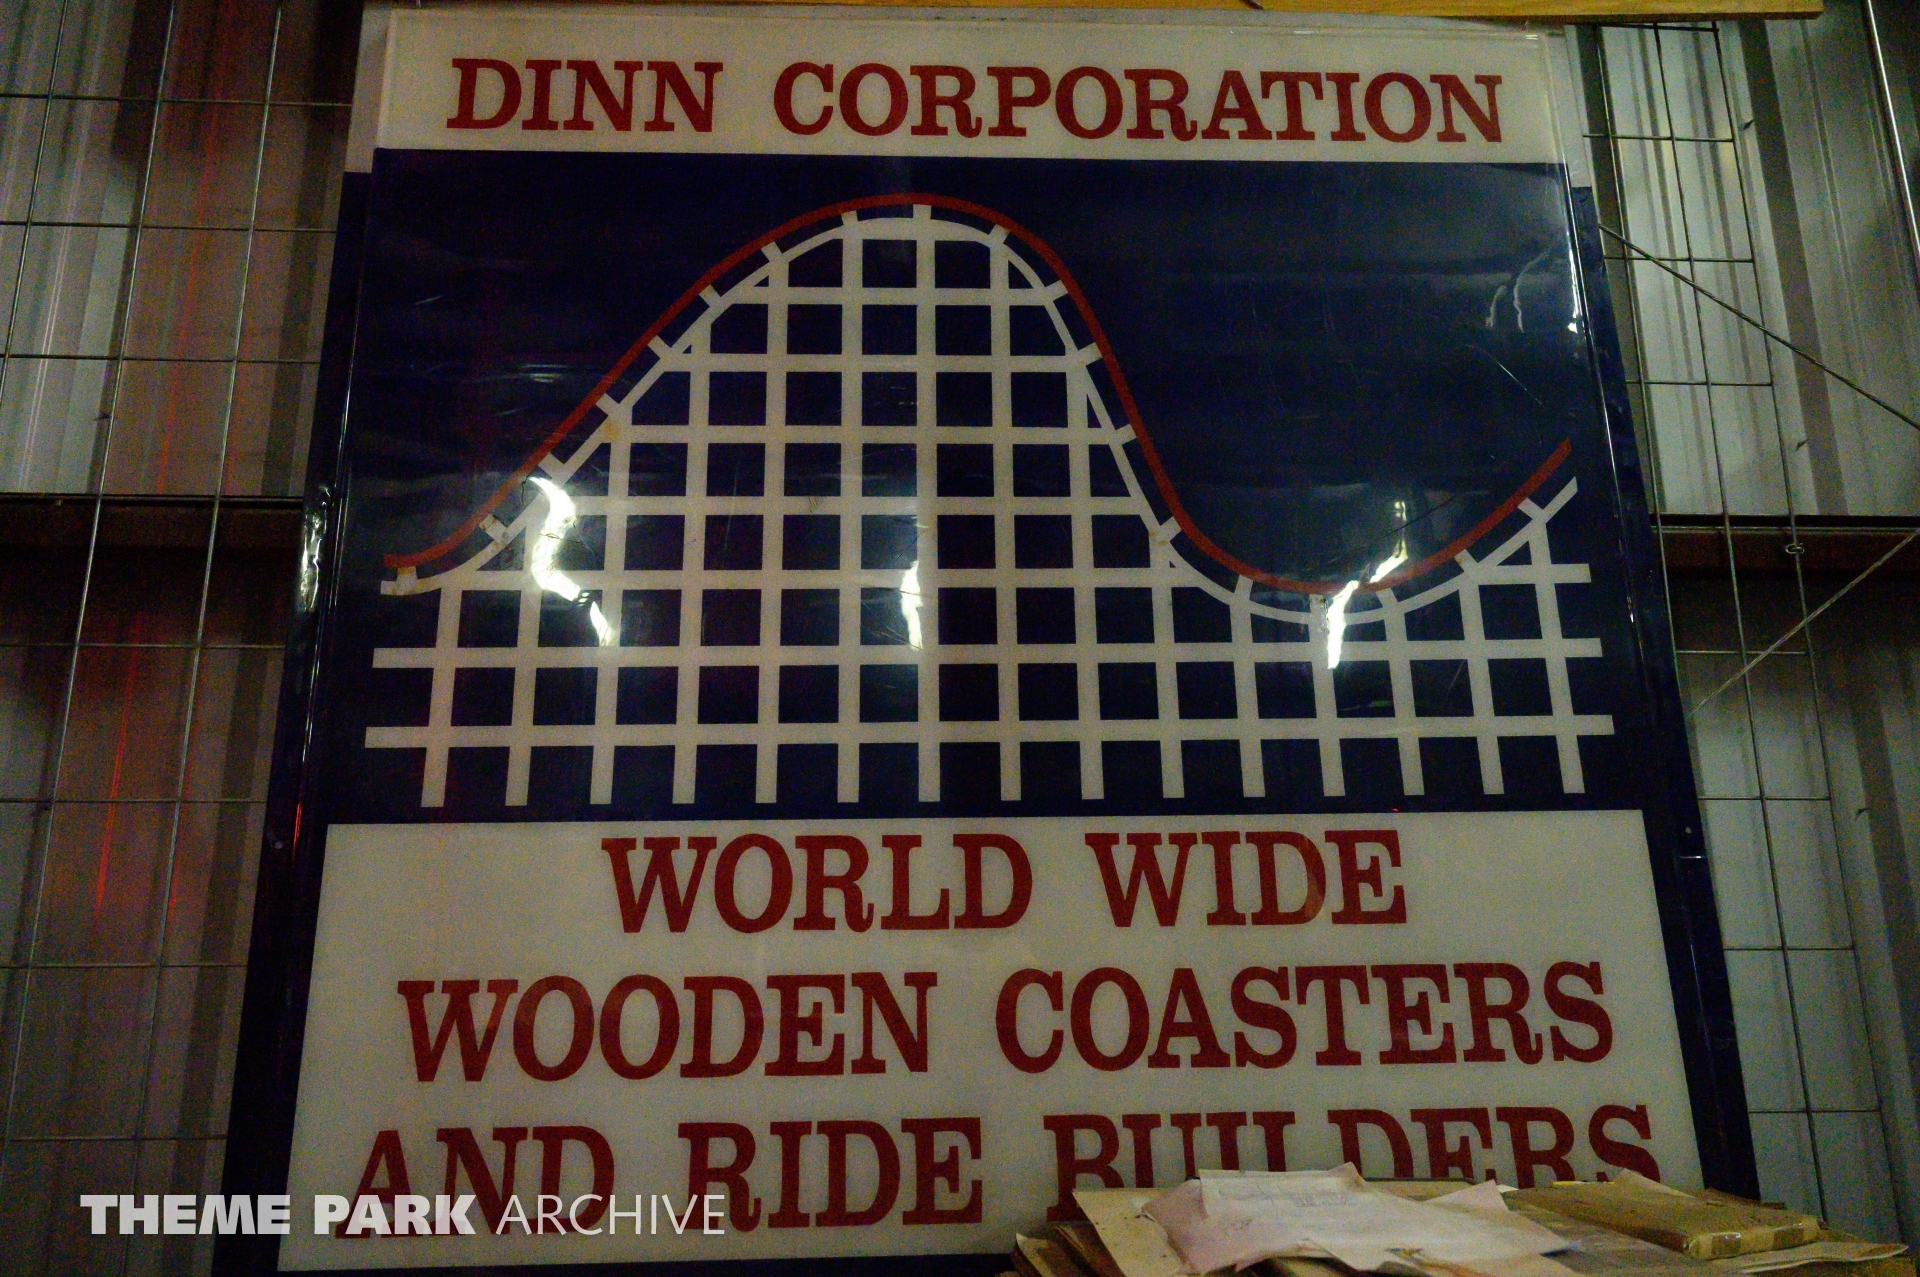 DINN CORPORATION
WORLD WIDE
WOODEN COASTERS
AND RIDE BUILDERS
THEME PARK ARCHIVE